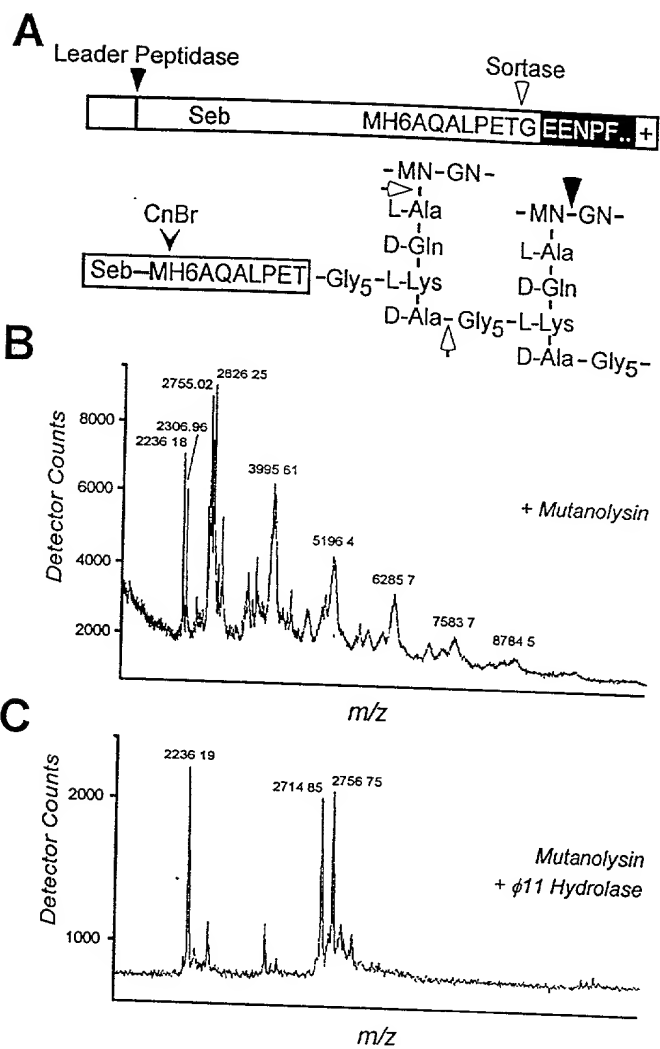 A
Leader Peptidase
Sortase
Seb MH6AQALPETG EENPF.. +
-MN-GN-
CnBr
L-Ala
-MN-GN-
D-Gln
L-Ala
Seb-MH6AQALPET -Gly5-L-Lys
D-Gln
D-Ala-Gly5-L-Lys
D-Ala-Gly5-
B
Detector Counts
8000
6000
4000
2000
2755.02
2826 25
2306.96
2236 18
3995 61
5196 4
6285 7
7583 7
8784 5
+ Mutanolysin
m/z
C
Detector Counts
2000
1000
2236 19
2714 85
2756 75
Mutanolysin
+ ϕ11 Hydrolase
m/z